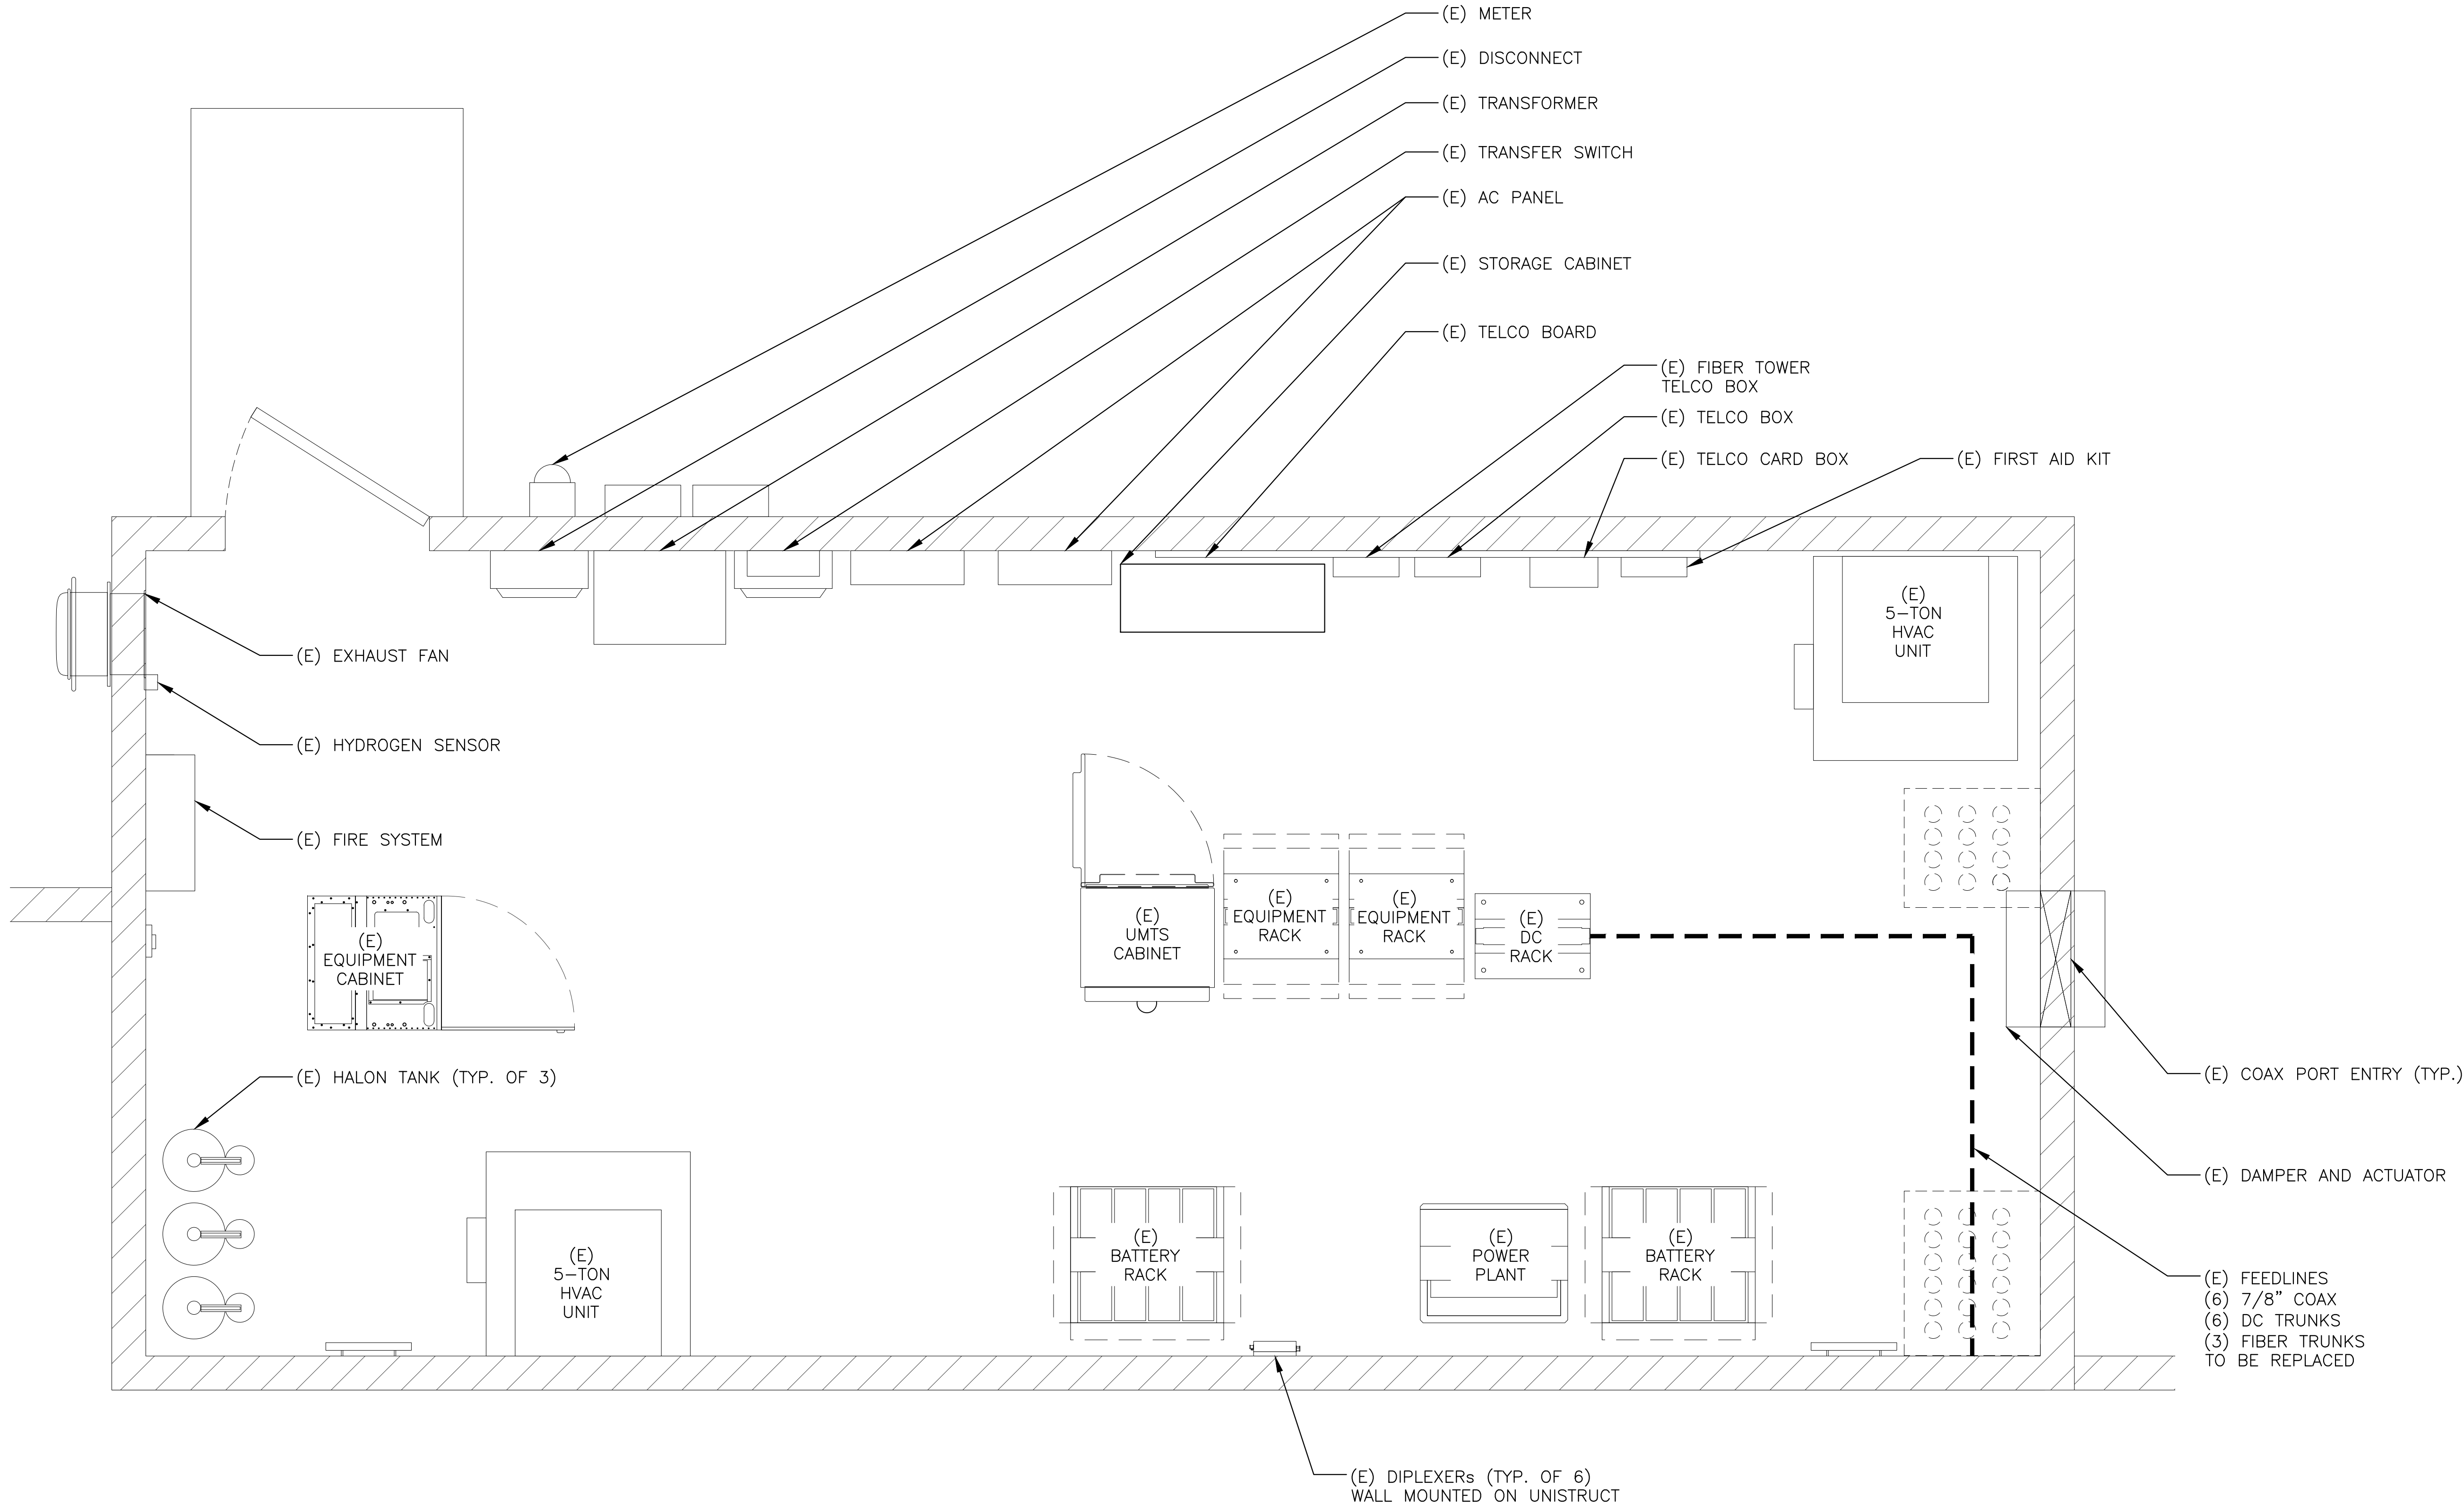 (E) METER
(E) DISCONNECT
(E) TRANSFORMER
(E) TRANSFER SWITCH
(E) AC PANEL
(E) STORAGE CABINET
(E) TELCO BOARD
(E) FIBER TOWER
TELCO BOX
(E) TELCO BOX
(E) TELCO CARD BOX
(E) FIRST AID KIT
(E)
5-TON
HVAC
UNIT
(E) EXHAUST FAN
(E) HYDROGEN SENSOR
(E) FIRE SYSTEM
(E)
EQUIPMENT
CABINET
(E)
UMTS
CABINET
(E)
EQUIPMENT
RACK
(E)
EQUIPMENT
RACK
(E)
DC
RACK
(E) HALON TANK (TYP. OF 3)
(E) COAX PORT ENTRY (TYP.)
(E) DAMPER AND ACTUATOR
(E)
5-TON
HVAC
UNIT
(E)
BATTERY
RACK
(E)
POWER
PLANT
(E)
BATTERY
RACK
(E) FEEDLINES
(6) 7/8" COAX
(6) DC TRUNKS
(3) FIBER TRUNKS
TO BE REPLACED
(E) DIPLEXERs (TYP. OF 6)
WALL MOUNTED ON UNISTRUCT